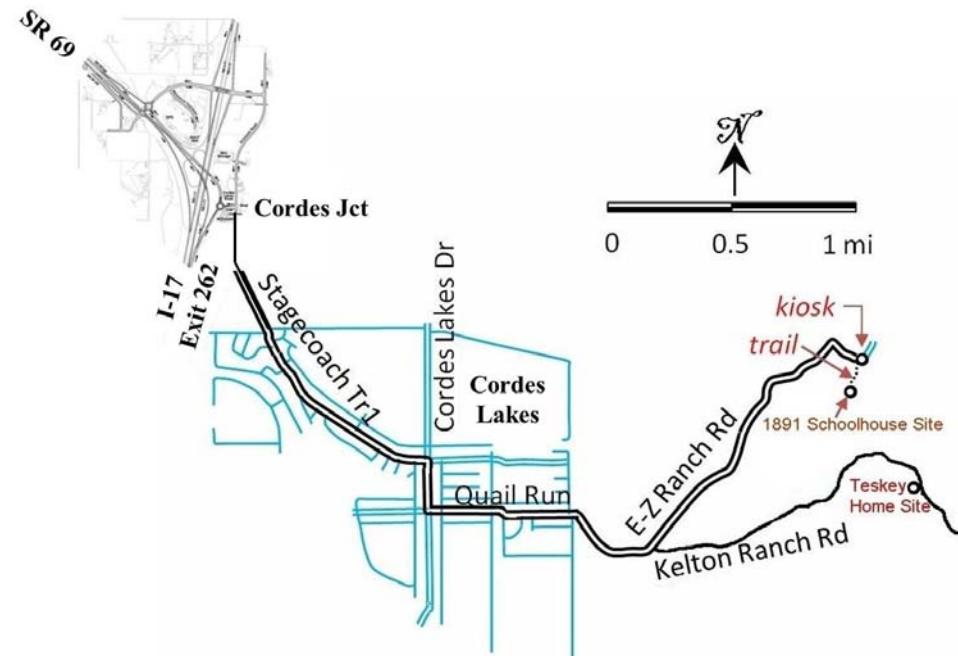 SR 69
N
Cordes Jct
0 0.5 1 mi
I-17
Exit 262
Stagecoach Tr1
Cordes Lakes Dr
Cordes
Lakes
kiosk
trail
1891 Schoolhouse Site
E-Z Ranch Rd
Quail Run
Teskey
Home Site
Kelton Ranch Rd